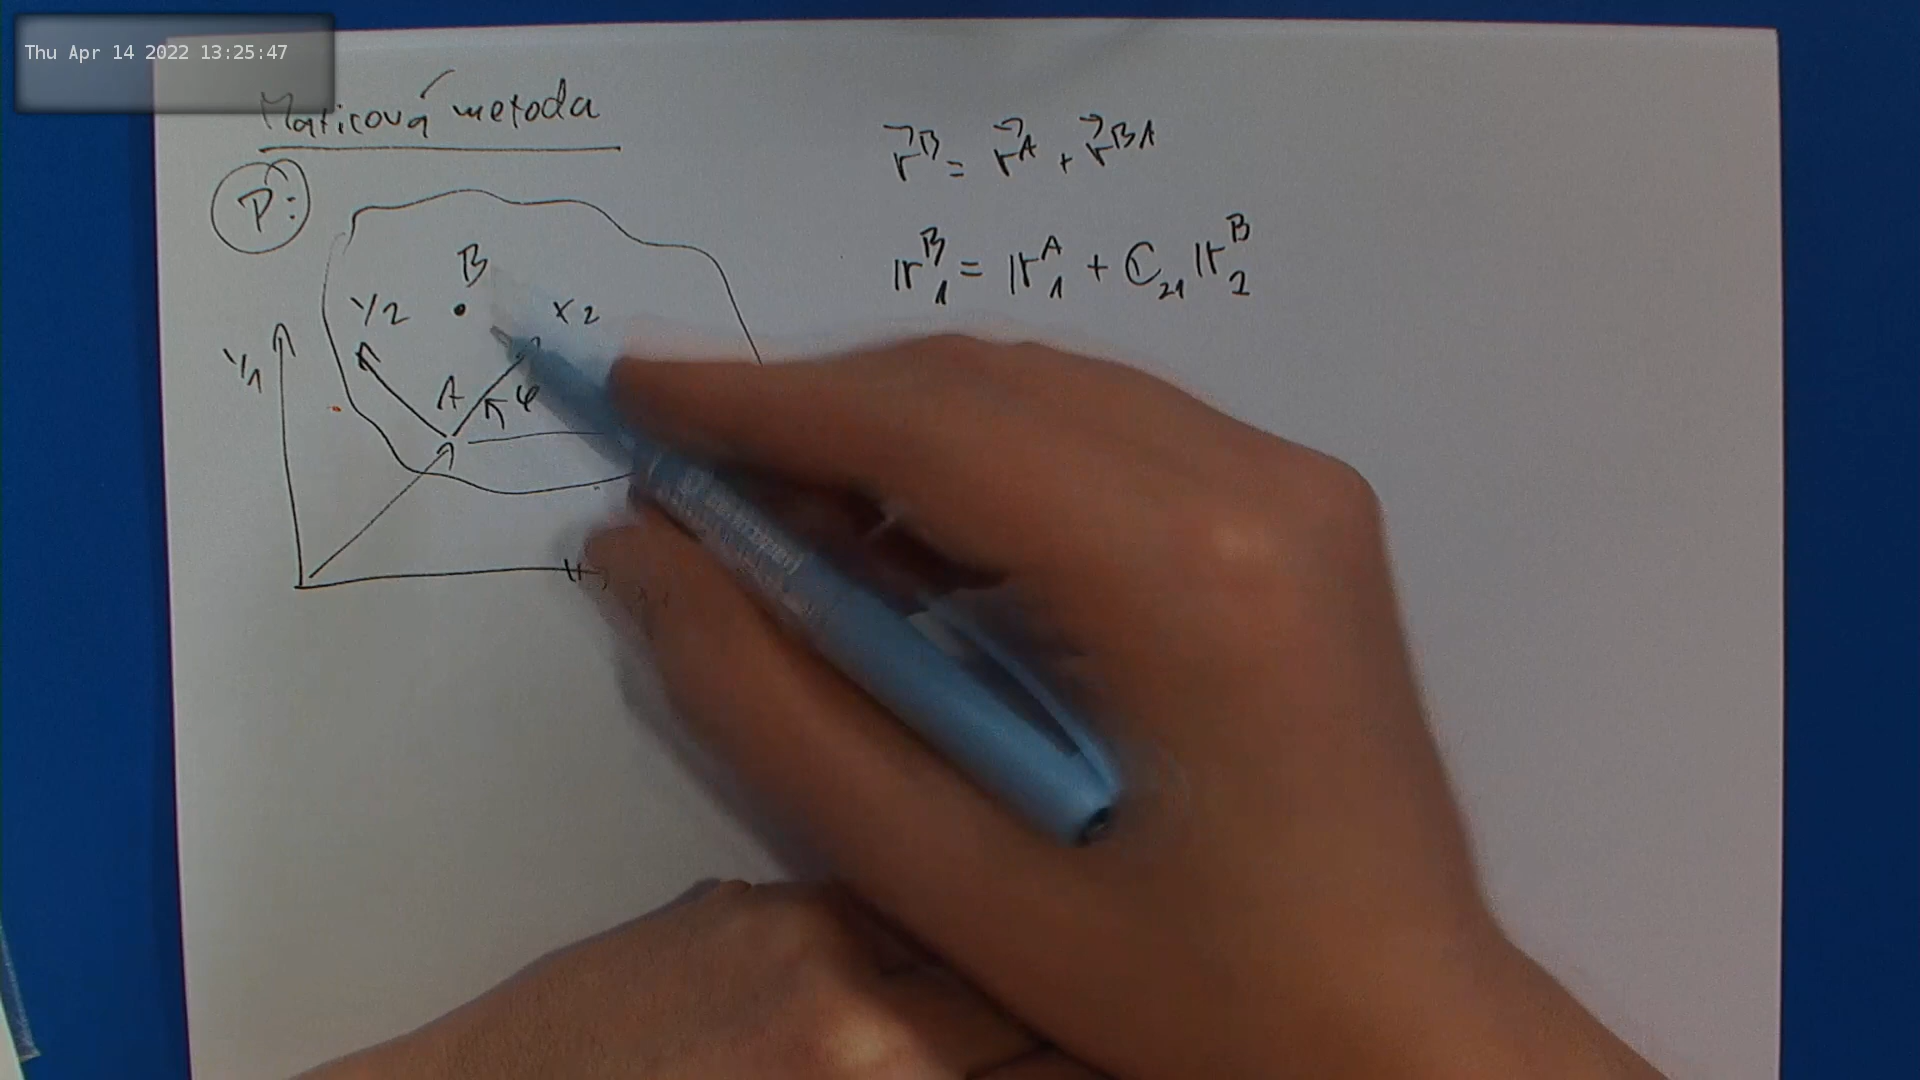 Thu Apr 14 2022 13:25:47
Maticová metoda
P:
r⃗ᴮ = r⃗ᴬ + r⃗ᴮᴬ
B
𝕣₁ᴮ = 𝕣₁ᴬ + ℂ₂₁ 𝕣₂ᴮ
y2
x2
y1
A
φ